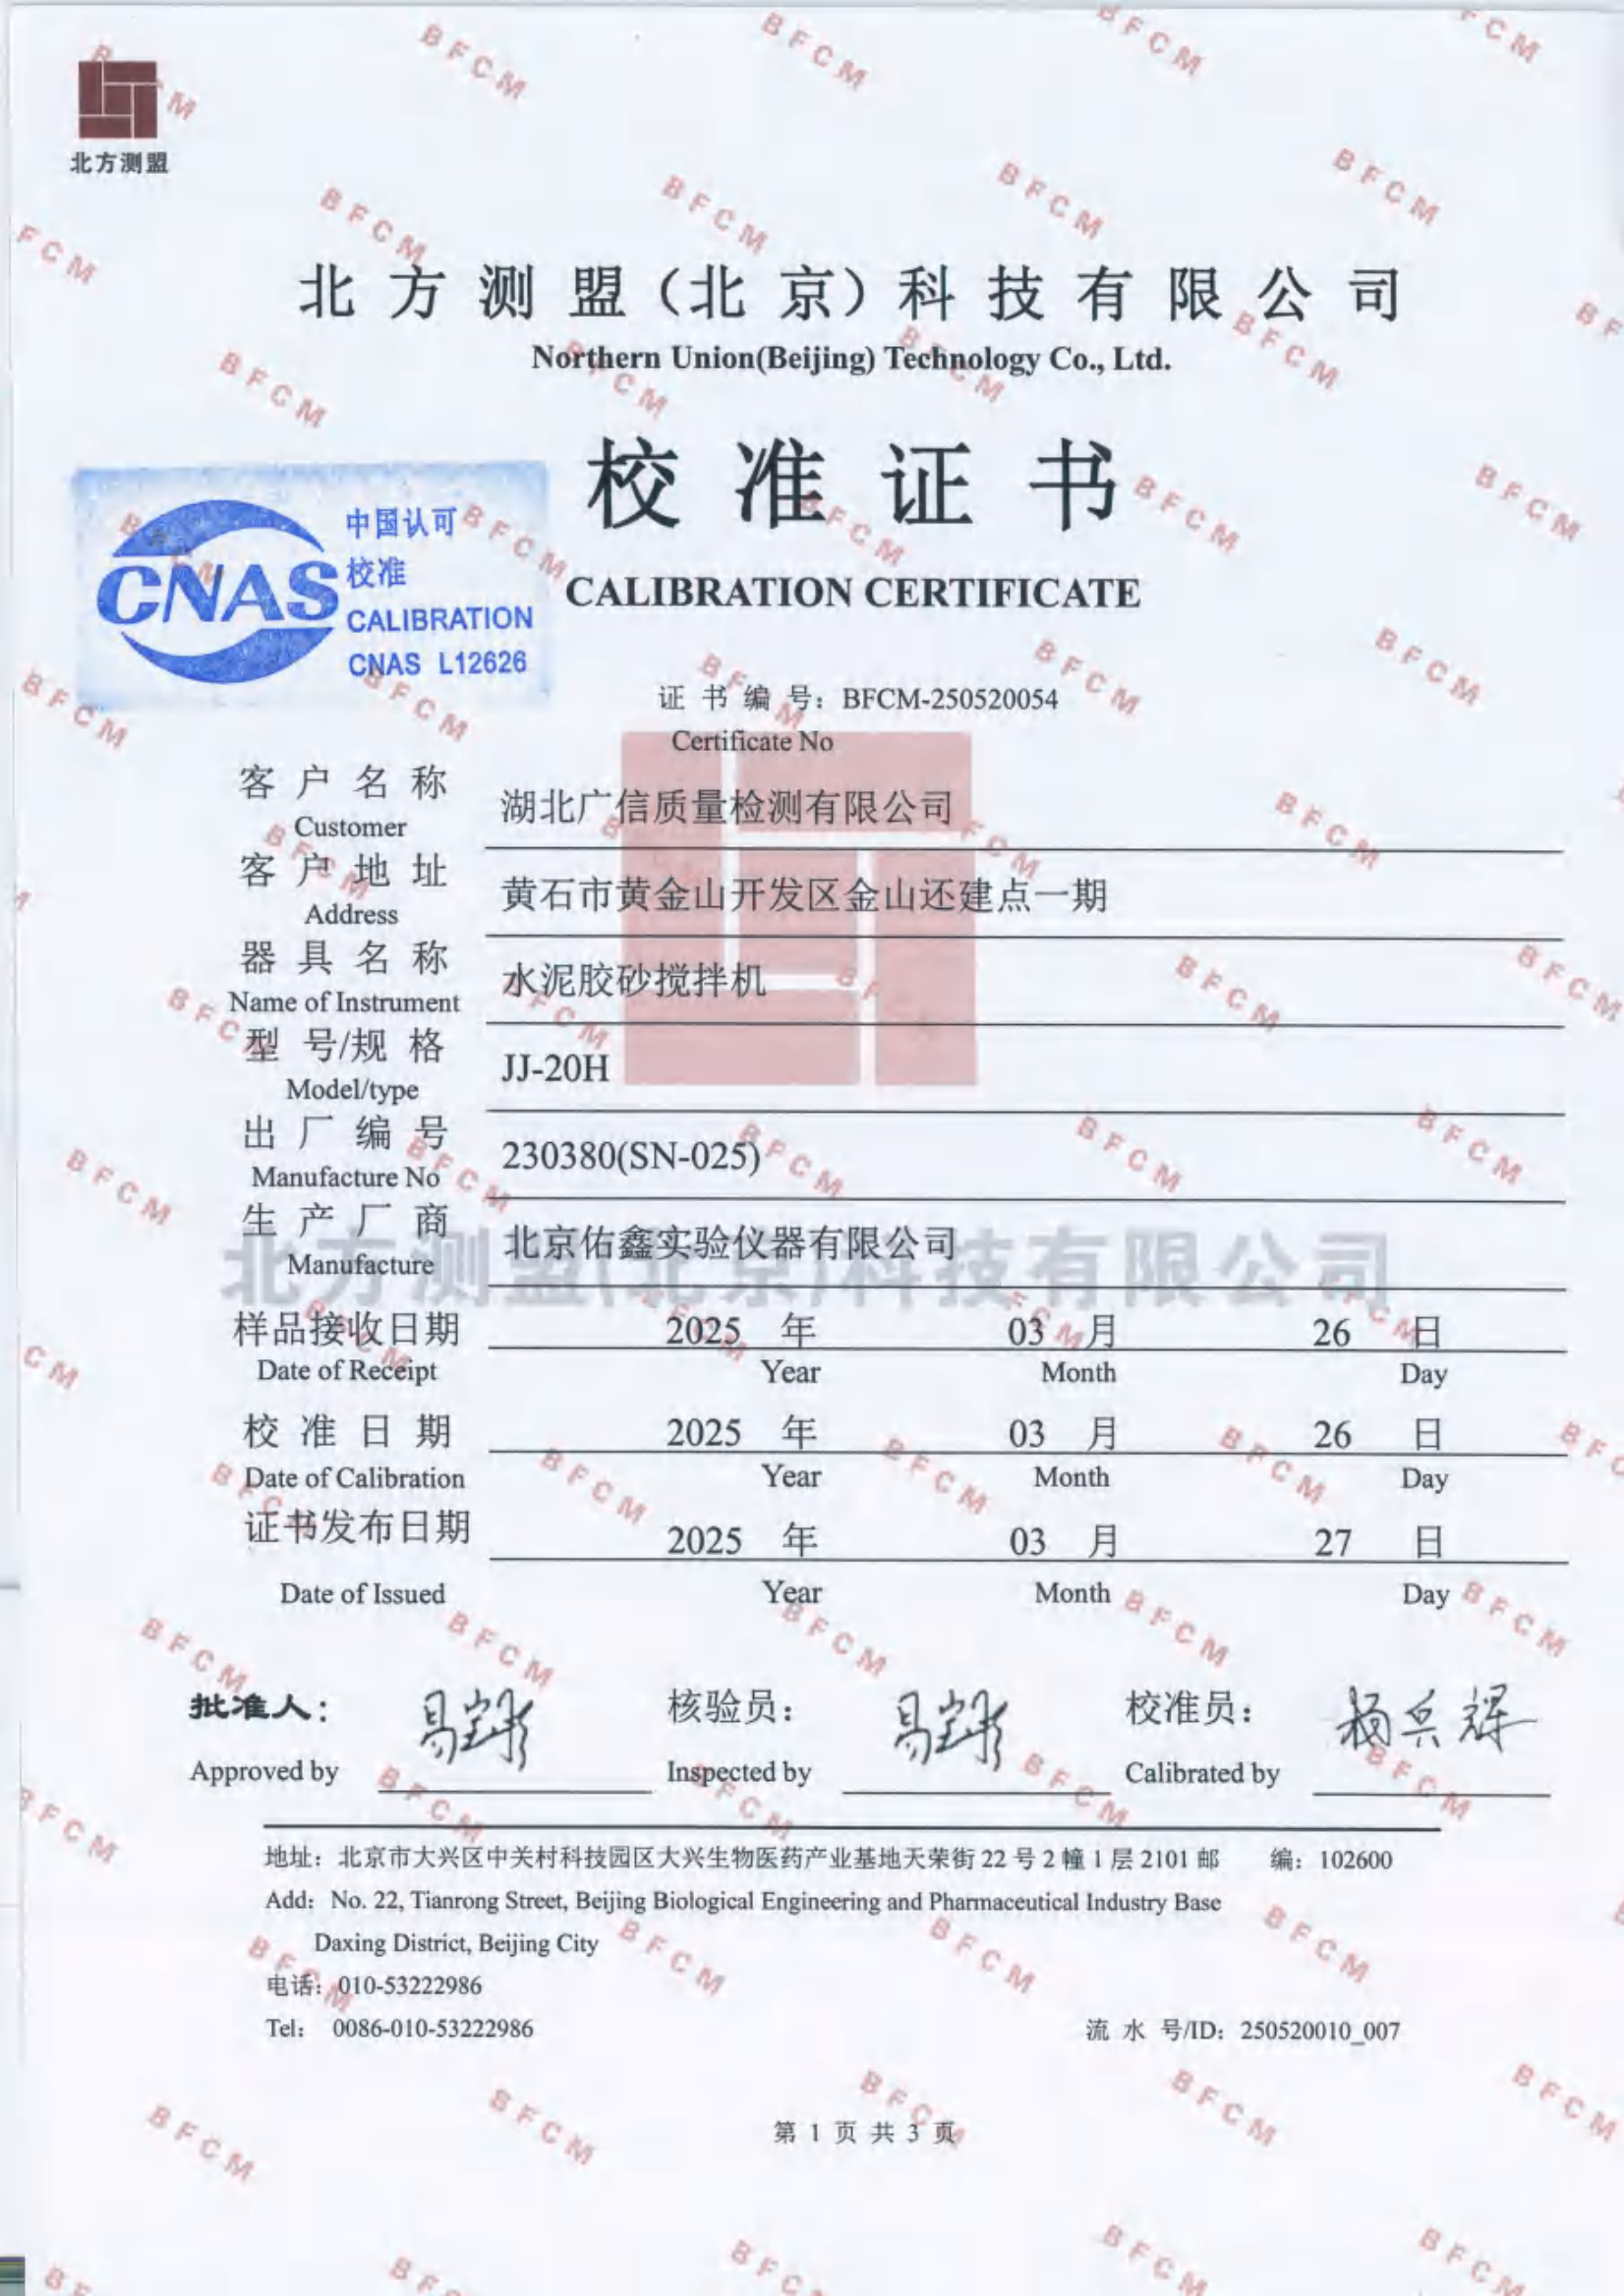 北方测盟
北方测盟（北京）科技有限公司
Northern Union(Beijing) Technology Co., Ltd.
校准证书
CALIBRATION CERTIFICATE
CNAS
中国认可
校准
CALIBRATION
CNAS L12626
证书编号：BFCM-250520054
Certificate No
客户名称 湖北广信质量检测有限公司
Customer
客户地址 黄石市黄金山开发区金山还建点一期
Address
器具名称 水泥胶砂搅拌机
Name of Instrument
型号/规格 JJ-20H
Model/type
出厂编号 230380(SN-025)
Manufacture No
生产厂商 北京佑鑫实验仪器有限公司
Manufacture
北方测盟(北京)科技有限公司
样品接收日期 2025 年 03 月 26 日
Date of Receipt Year Month Day
校准日期 2025 年 03 月 26 日
Date of Calibration Year Month Day
证书发布日期 2025 年 03 月 27 日
Date of Issued Year Month Day
批准人： 核验员： 校准员： 杨兵辉
Approved by Inspected by Calibrated by
地址：北京市大兴区中关村科技园区大兴生物医药产业基地天荣街 22 号 2 幢 1 层 2101 邮 编：102600
Add: No. 22, Tianrong Street, Beijing Biological Engineering and Pharmaceutical Industry Base
Daxing District, Beijing City
电话：010-53222986
Tel: 0086-010-53222986
流水号/ID：250520010_007
第 1 页 共 3 页
BFCM